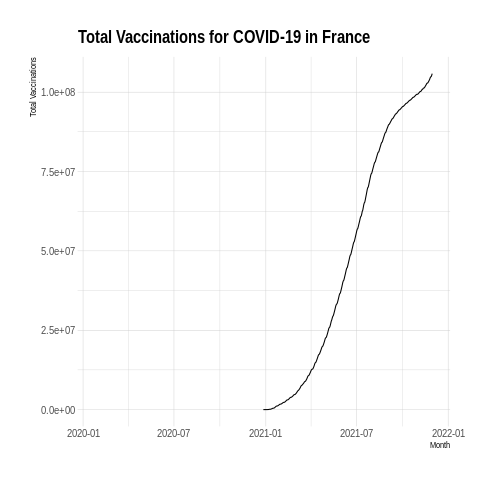 Total Vaccinations for COVID-19 in France
Total Vaccinations
1.0e+08
7.5e+07
5.0e+07
2.5e+07
0.0e+00
2020-01 2020-07 2021-01 2021-07 2022-01
Month